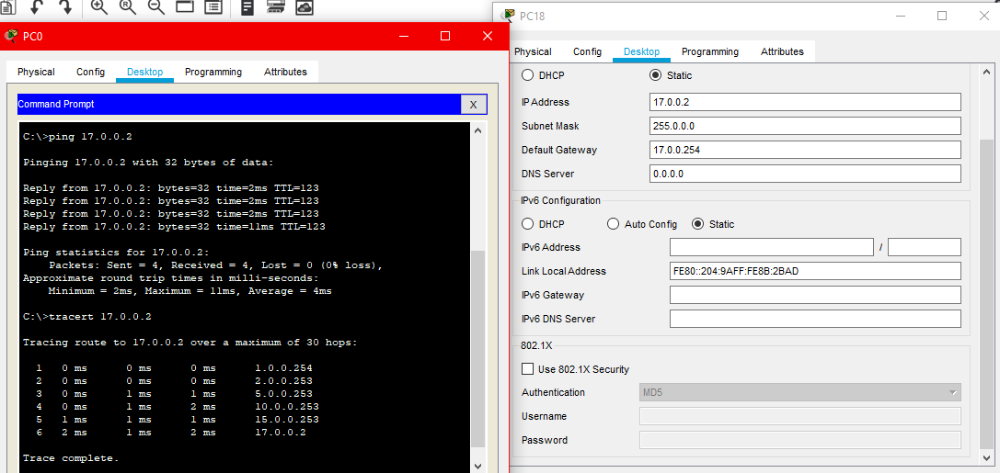 PC0
Physical Config Desktop Programming Attributes
Command Prompt
X
C:\>ping 17.0.0.2
Pinging 17.0.0.2 with 32 bytes of data:
Reply from 17.0.0.2: bytes=32 time=2ms TTL=123
Reply from 17.0.0.2: bytes=32 time=2ms TTL=123
Reply from 17.0.0.2: bytes=32 time=2ms TTL=123
Reply from 17.0.0.2: bytes=32 time=11ms TTL=123
Ping statistics for 17.0.0.2:
Packets: Sent = 4, Received = 4, Lost = 0 (0% loss),
Approximate round trip times in milli-seconds:
Minimum = 2ms, Maximum = 11ms, Average = 4ms
C:\>tracert 17.0.0.2
Tracing route to 17.0.0.2 over a maximum of 30 hops:
1 0 ms 0 ms 0 ms 1.0.0.254
2 0 ms 0 ms 0 ms 2.0.0.253
3 0 ms 1 ms 1 ms 5.0.0.253
4 0 ms 1 ms 2 ms 10.0.0.253
5 1 ms 1 ms 1 ms 15.0.0.253
6 2 ms 1 ms 2 ms 17.0.0.2
Trace complete.
PC18
Physical Config Desktop Programming Attributes
DHCP Static
IP Address 17.0.0.2
Subnet Mask 255.0.0.0
Default Gateway 17.0.0.254
DNS Server 0.0.0.0
IPv6 Configuration
DHCP Auto Config Static
IPv6 Address /
Link Local Address FE80::204:9AFF:FE8B:2BAD
IPv6 Gateway
IPv6 DNS Server
802.1X
Use 802.1X Security
Authentication MD5
Username
Password